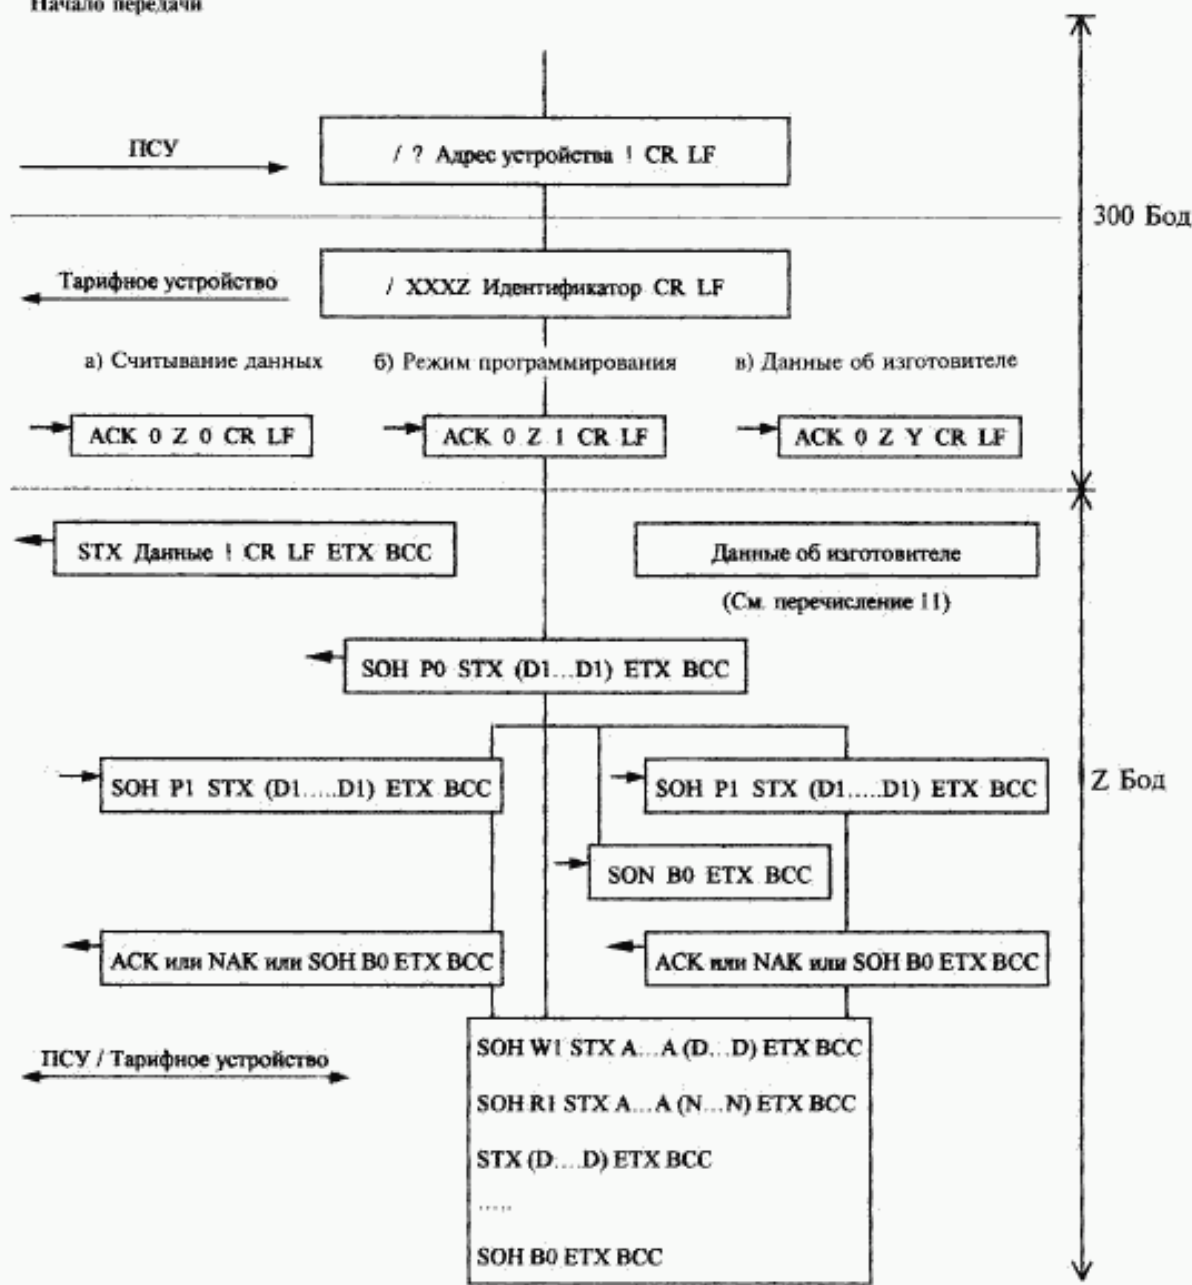 Начало передачи
ПСУ
/ ? Адрес устройства ! CR LF
300 Бод
Тарифное устройство
/ XXXZ Идентификатор CR LF
а) Считывание данных
б) Режим программирования
в) Данные об изготовителе
ACK 0 Z 0 CR LF
ACK 0 Z 1 CR LF
ACK 0 Z Y CR LF
STX Данные ! CR LF ETX BCC
Данные об изготовителе
(См. перечисление 11)
SOH P0 STX (D1...D1) ETX BCC
SOH P1 STX (D1.....D1) ETX BCC
SOH P1 STX (D1.....D1) ETX BCC
Z Бод
SON B0 ETX BCC
ACK или NAK или SOH B0 ETX BCC
ACK или NAK или SOH B0 ETX BCC
ПСУ / Тарифное устройство
SOH W1 STX A...A (D...D) ETX BCC
SOH R1 STX A...A (N...N) ETX BCC
STX (D....D) ETX BCC
.....
SOH B0 ETX BCC